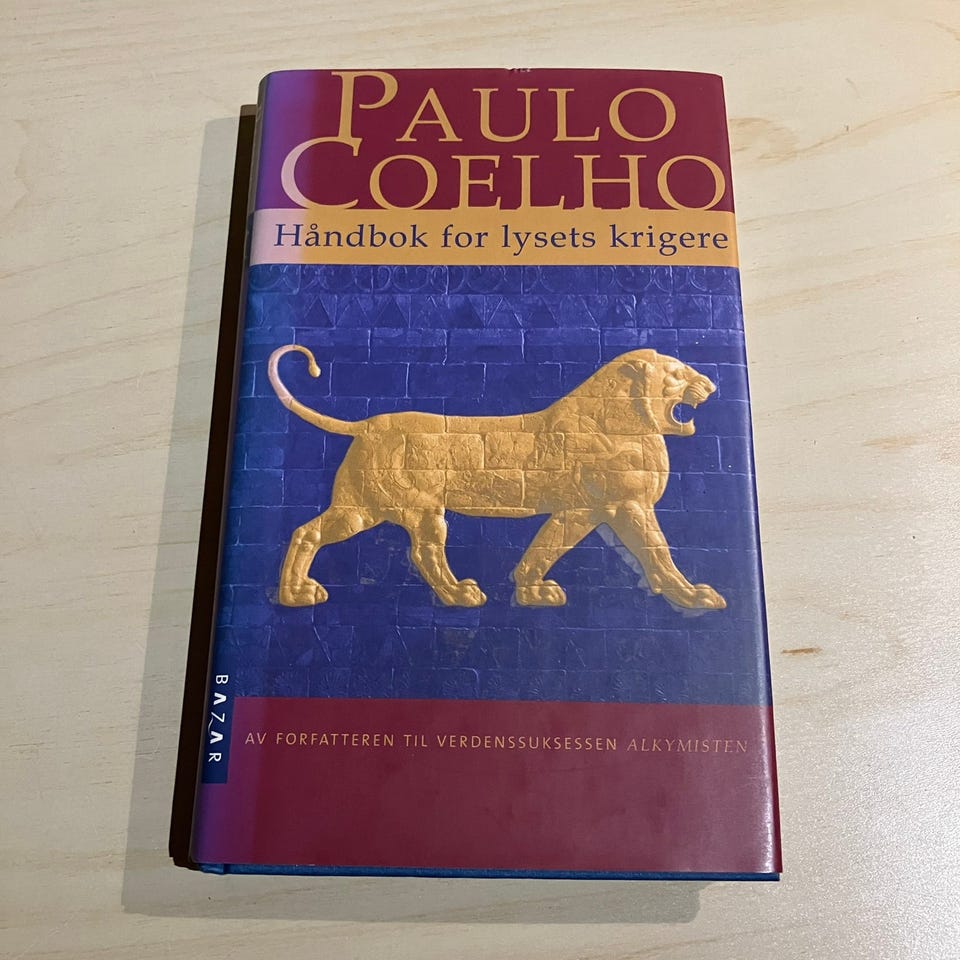 PAULO
COELHO
Håndbok for lysets krigere
BAZAR
AV FORFATTEREN TIL VERDENSSUKSESSEN ALKYMISTEN